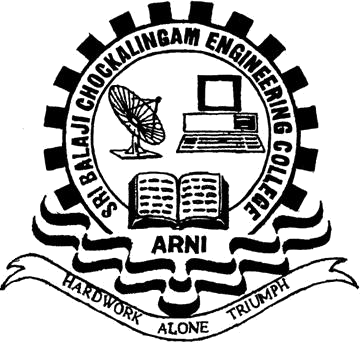 SRI BALAJI CHOCKALINGAM ENGINEERING COLLEGE
ARNI
HARDWORK ALONE TRIUMPH